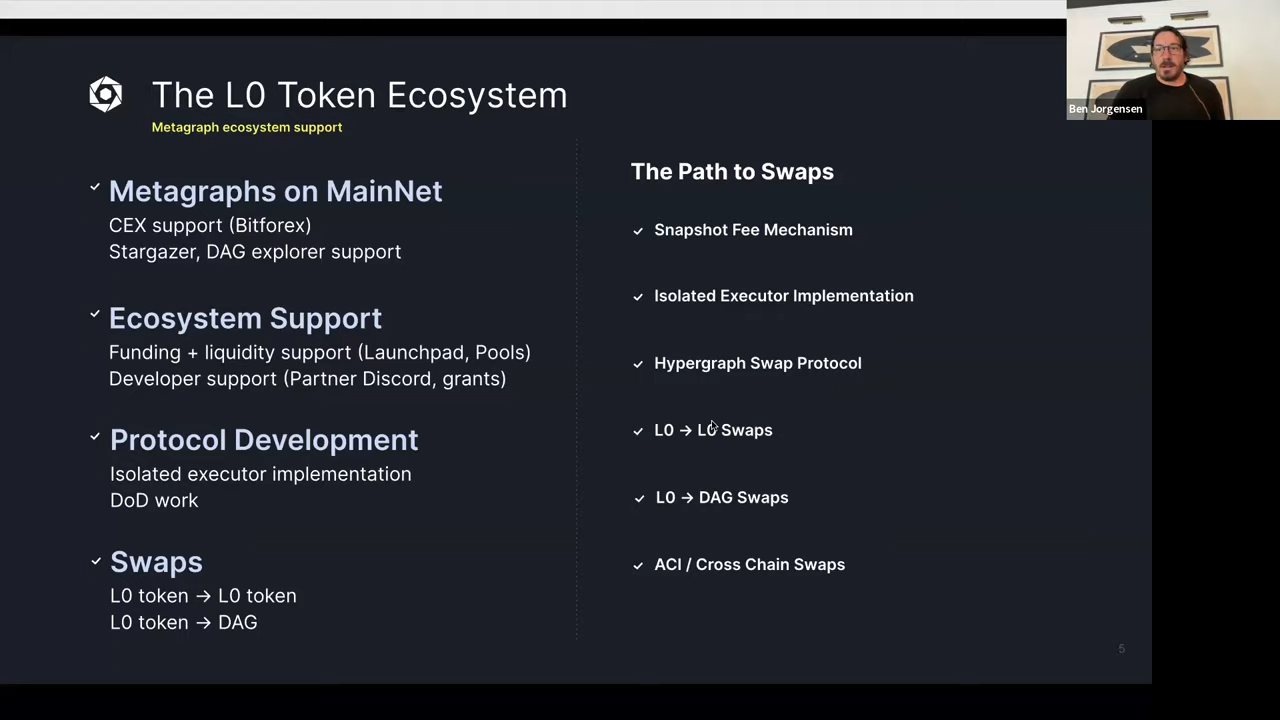 The L0 Token Ecosystem
Metagraph ecosystem support
Metagraphs on MainNet
CEX support (Bitforex)
Stargazer, DAG explorer support
Ecosystem Support
Funding + liquidity support (Launchpad, Pools)
Developer support (Partner Discord, grants)
Protocol Development
Isolated executor implementation
DoD work
Swaps
L0 token → L0 token
L0 token → DAG
The Path to Swaps
Snapshot Fee Mechanism
Isolated Executor Implementation
Hypergraph Swap Protocol
L0 → L0 Swaps
L0 → DAG Swaps
ACI / Cross Chain Swaps
5
Ben Jorgensen